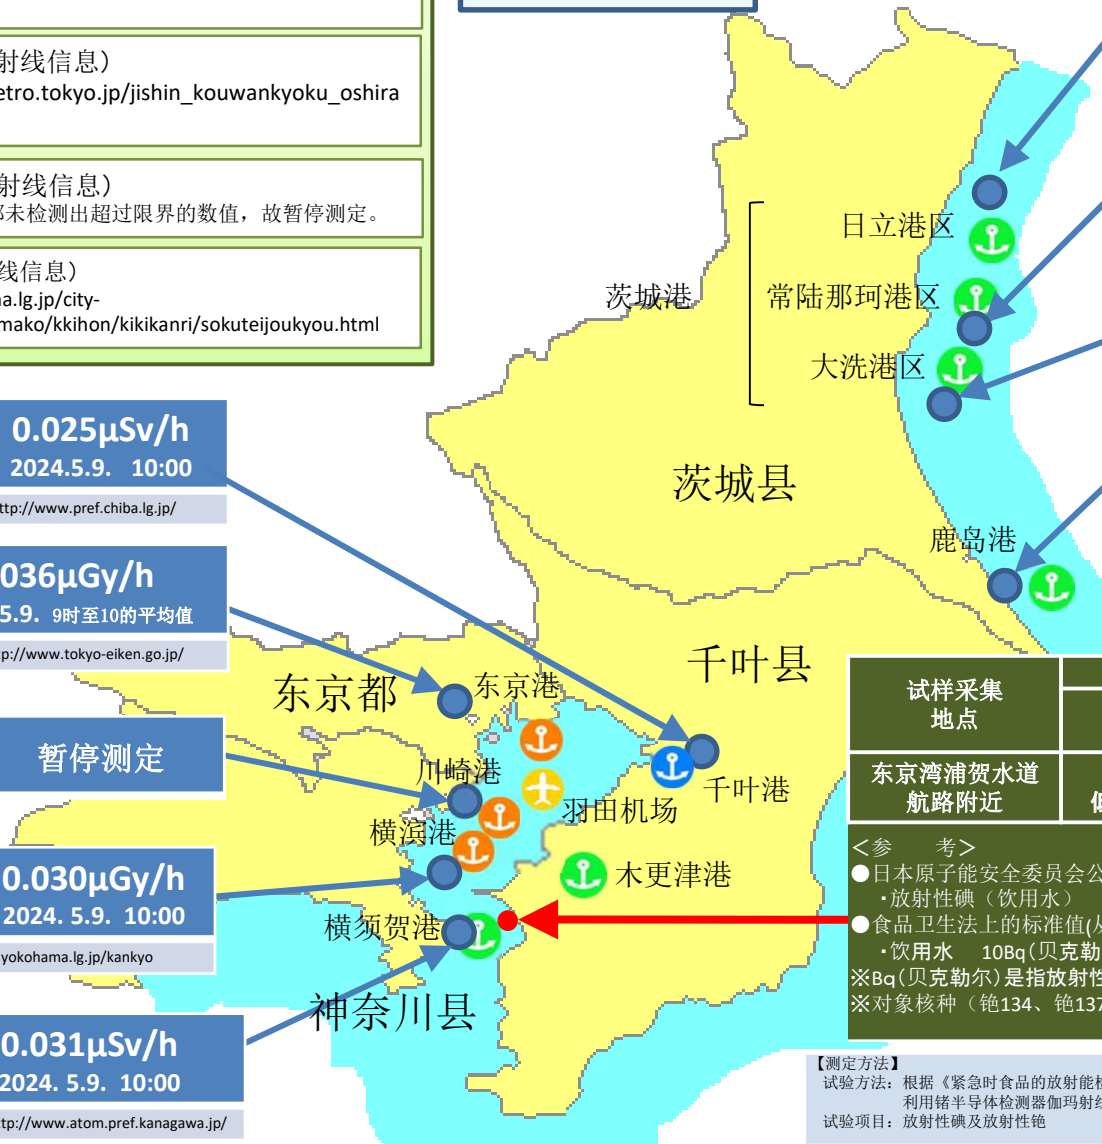 射线信息）
etro.tokyo.jp/jishin_kouwankyoku_oshira
射线信息）
都未检测出超过限界的数值，故暂停测定。
线信息）
na.lg.jp/city-
mako/kkihon/kikikanri/sokuteijoukyou.html
日立港区
茨城港
常陆那珂港区
大洗港区
茨城县
鹿岛港
0.025μSv/h
2024.5.9. 10:00
ttp://www.pref.chiba.lg.jp/
036μGy/h
5.9. 9时至10的平均值
tp://www.tokyo-eiken.go.jp/
暂停测定
0.030μGy/h
2024. 5.9. 10:00
yokohama.lg.jp/kankyo
0.031μSv/h
2024. 5.9. 10:00
ttp://www.atom.pref.kanagawa.jp/
东京都
东京港
千叶县
川崎港
羽田机场
千叶港
横滨港
木更津港
横须贺港
神奈川县
试样采集
地点
东京湾浦贺水道
航路附近
低
＜参　考＞
●日本原子能安全委员会公
・放射性碘（饮用水）
●食品卫生法上的标准值(从
・饮用水 10Bq(贝克勒
※Bq(贝克勒尔)是指放射性
※对象核种（铯134、铯137
【测定方法】
试验方法：根据《紧急时食品的放射能检
利用锗半导体检测器伽玛射线
试验项目：放射性碘及放射性铯